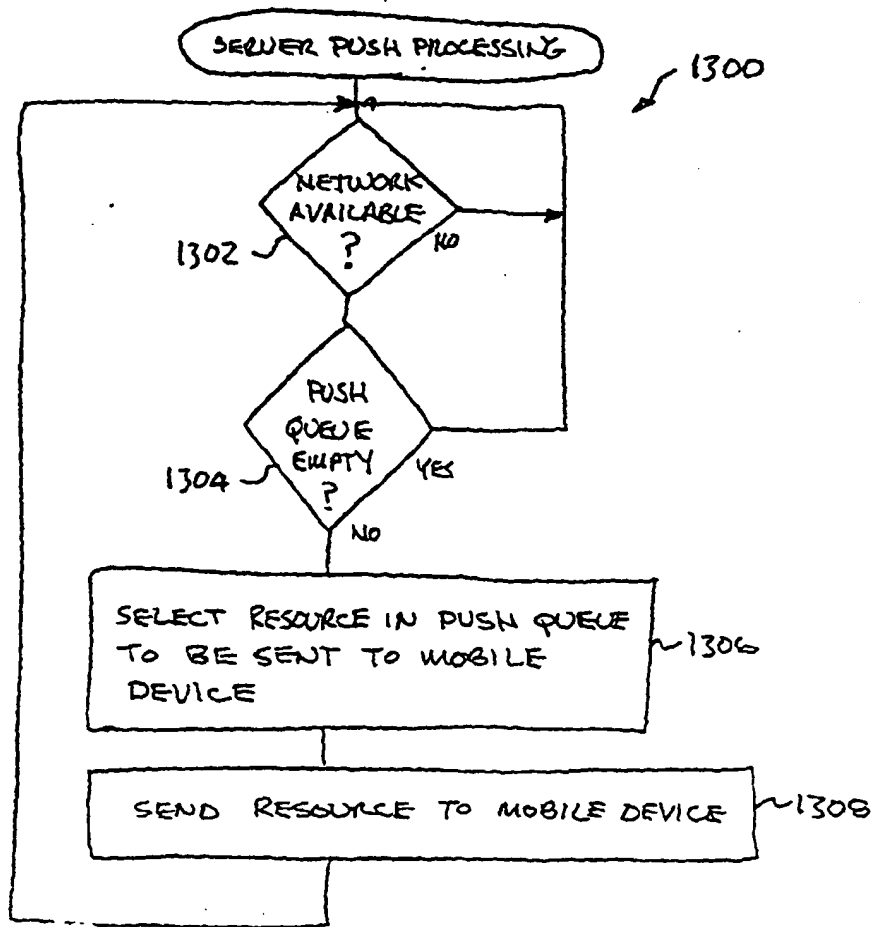 SERVER PUSH PROCESSING
1300
NETWORK
AVAILABLE
?
NO
1302
PUSH
QUEUE
EMPTY
?
YES
1304
NO
SELECT RESOURCE IN PUSH QUEUE
TO BE SENT TO MOBILE
DEVICE
1306
SEND RESOURCE TO MOBILE DEVICE
1308